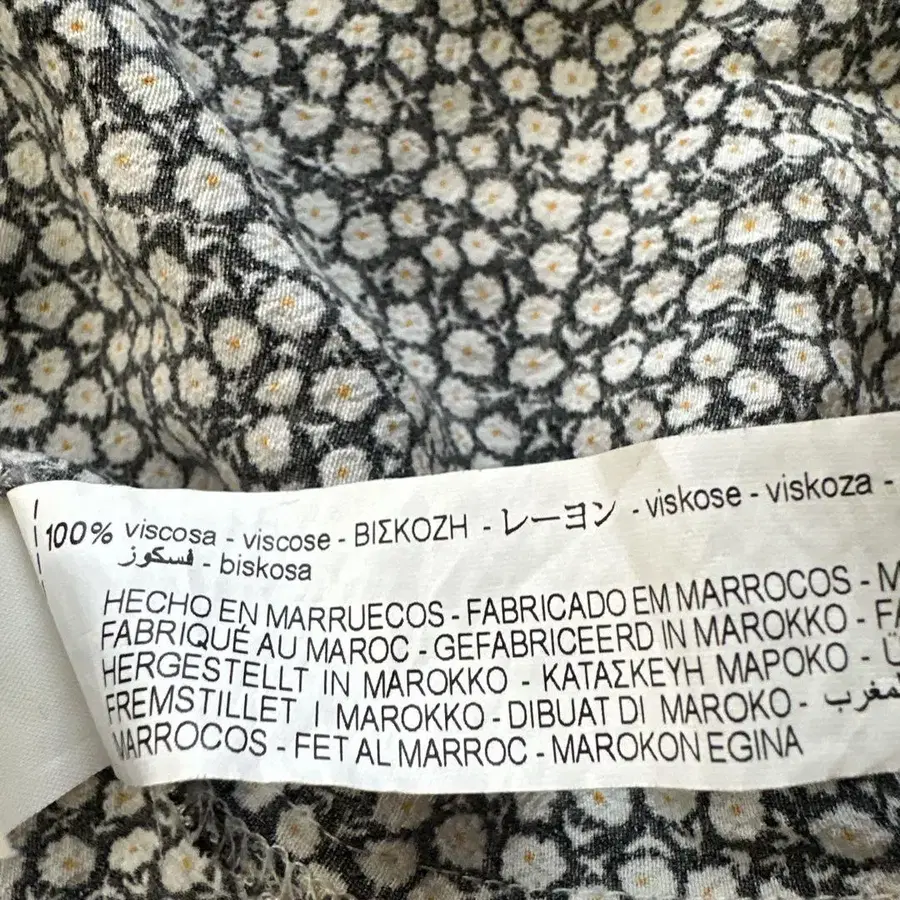 100% viscosa - viscose - ΒΙΣΚΟΖΗ - レーヨン - viskose - viskoza -
فسكوز - biskosa
HECHO EN MARRUECOS - FABRICADO EM MARROCOS -
FABRIQUÉ AU MAROC - GEFABRICEERD IN MAROKKO -
HERGESTELLT IN MAROKKO - ΚΑΤΑΣΚΕΥΗ ΜΑΡΟΚΟ -
FREMSTILLET I MAROKKO - DIBUAT DI MAROKO -
MARROCOS - FET AL MARROC - MAROKON EGINA